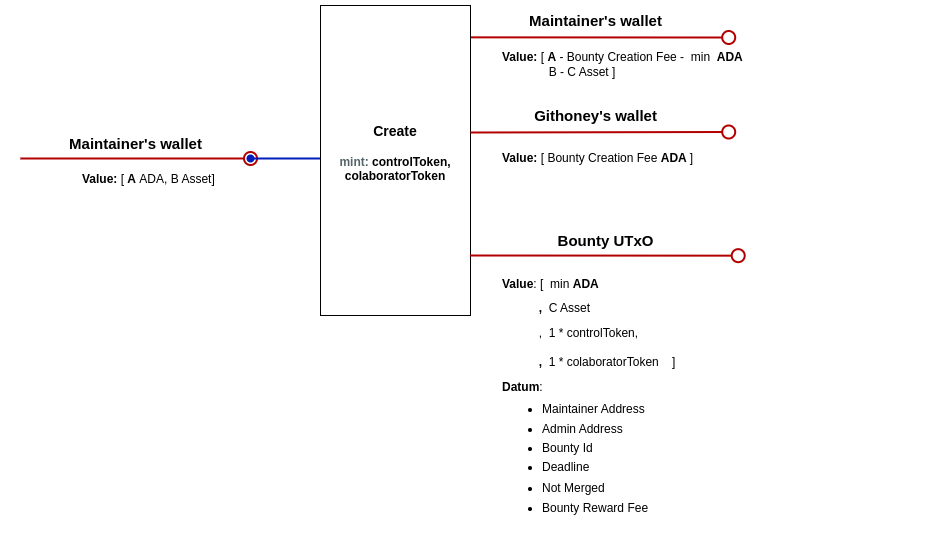 Maintainer's wallet
Value: [ A ADA, B Asset]
Create
mint: controlToken,
colaboratorToken
Maintainer's wallet
Value: [ A - Bounty Creation Fee - min ADA
B - C Asset ]
Githoney's wallet
Value: [ Bounty Creation Fee ADA ]
Bounty UTxO
Value: [ min ADA
, C Asset
, 1 * controlToken,
, 1 * colaboratorToken ]
Datum:
• Maintainer Address
• Admin Address
• Bounty Id
• Deadline
• Not Merged
• Bounty Reward Fee